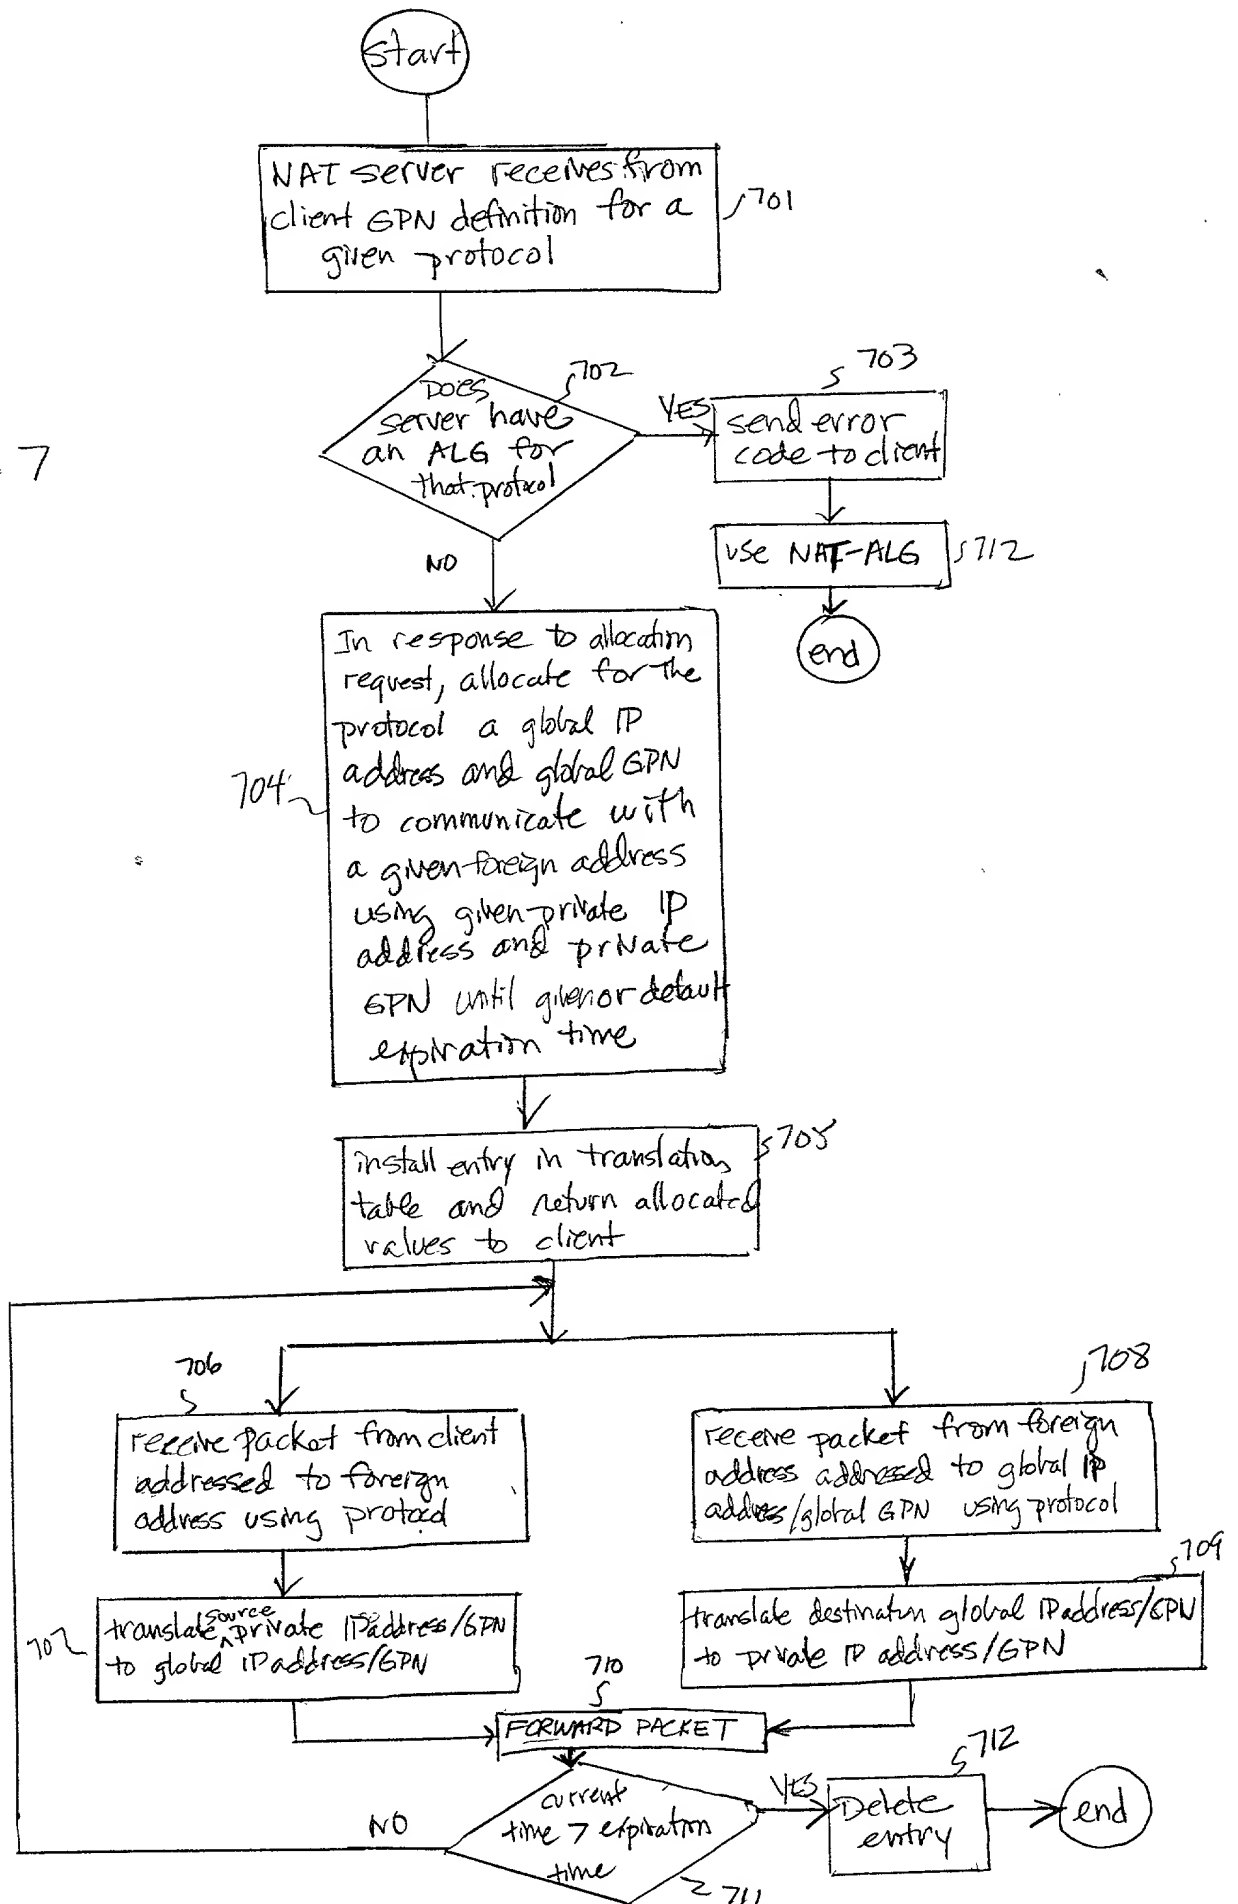 start
NAT server receives from
client GPN definition for a
given protocol
701
7
DOES
server have
an ALG for
that protocol
702
YES
703
send error
code to client
use NAT-ALG
712
end
NO
In response to allocation
request, allocate for the
protocol a global IP
address and global GPN
to communicate with
a given foreign address
using given private IP
address and private
GPN until given or default
expiration time
704
install entry in translation
table and return allocated
values to client
705
706
receive packet from client
addressed to foreign
address using protocol
708
receive packet from foreign
address addressed to global IP
address/global GPN using protocol
707
translate source private IP address/GPN
to global IP address/GPN
709
translate destination global IP address/GPN
to private IP address/GPN
710
FORWARD PACKET
current
time > expiration
time
711
NO
YES
712
Delete
entry
end